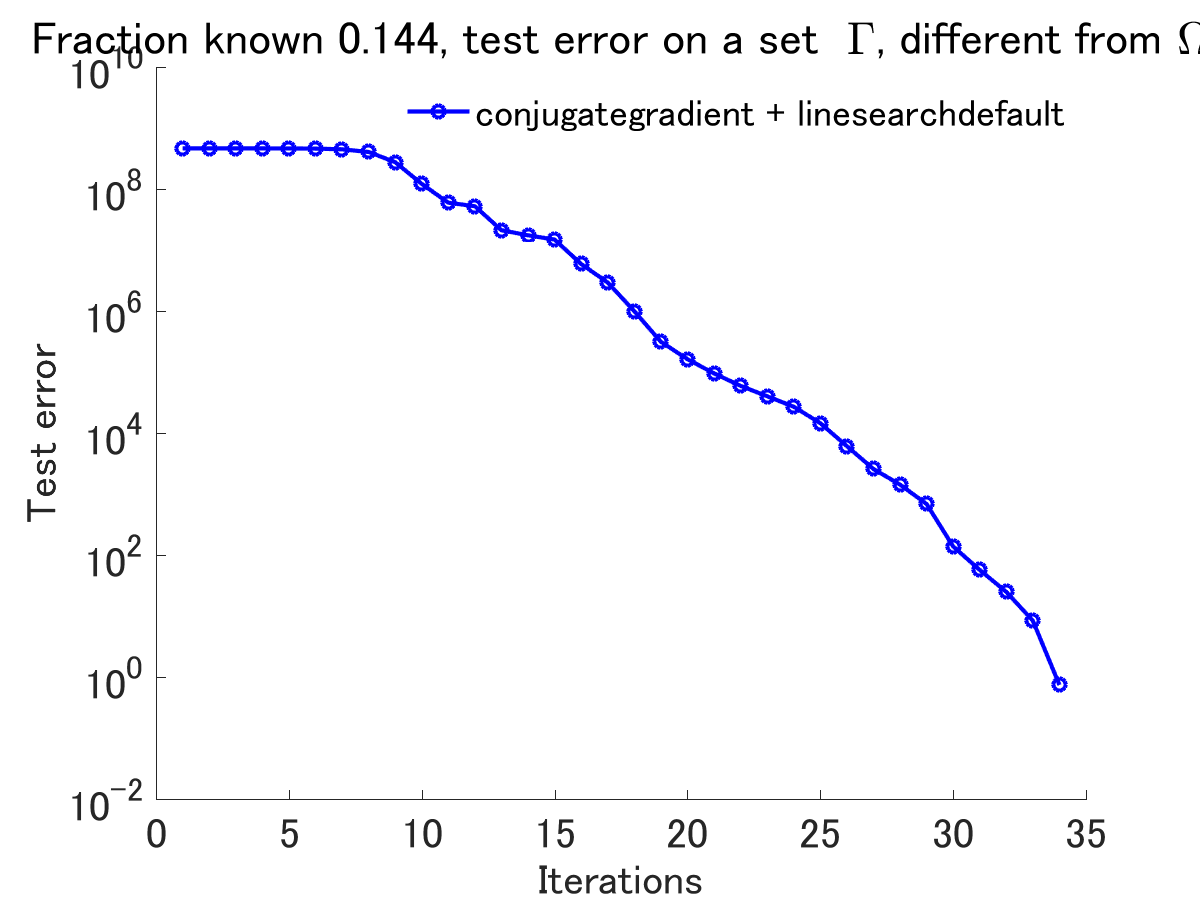 Fraction known 0.144, test error on a set Γ, different from Ω
10^10
conjugategradient + linesearchdefault
10^8
10^6
10^4
10^2
10^0
10^-2
Test error
0 5 10 15 20 25 30 35
Iterations